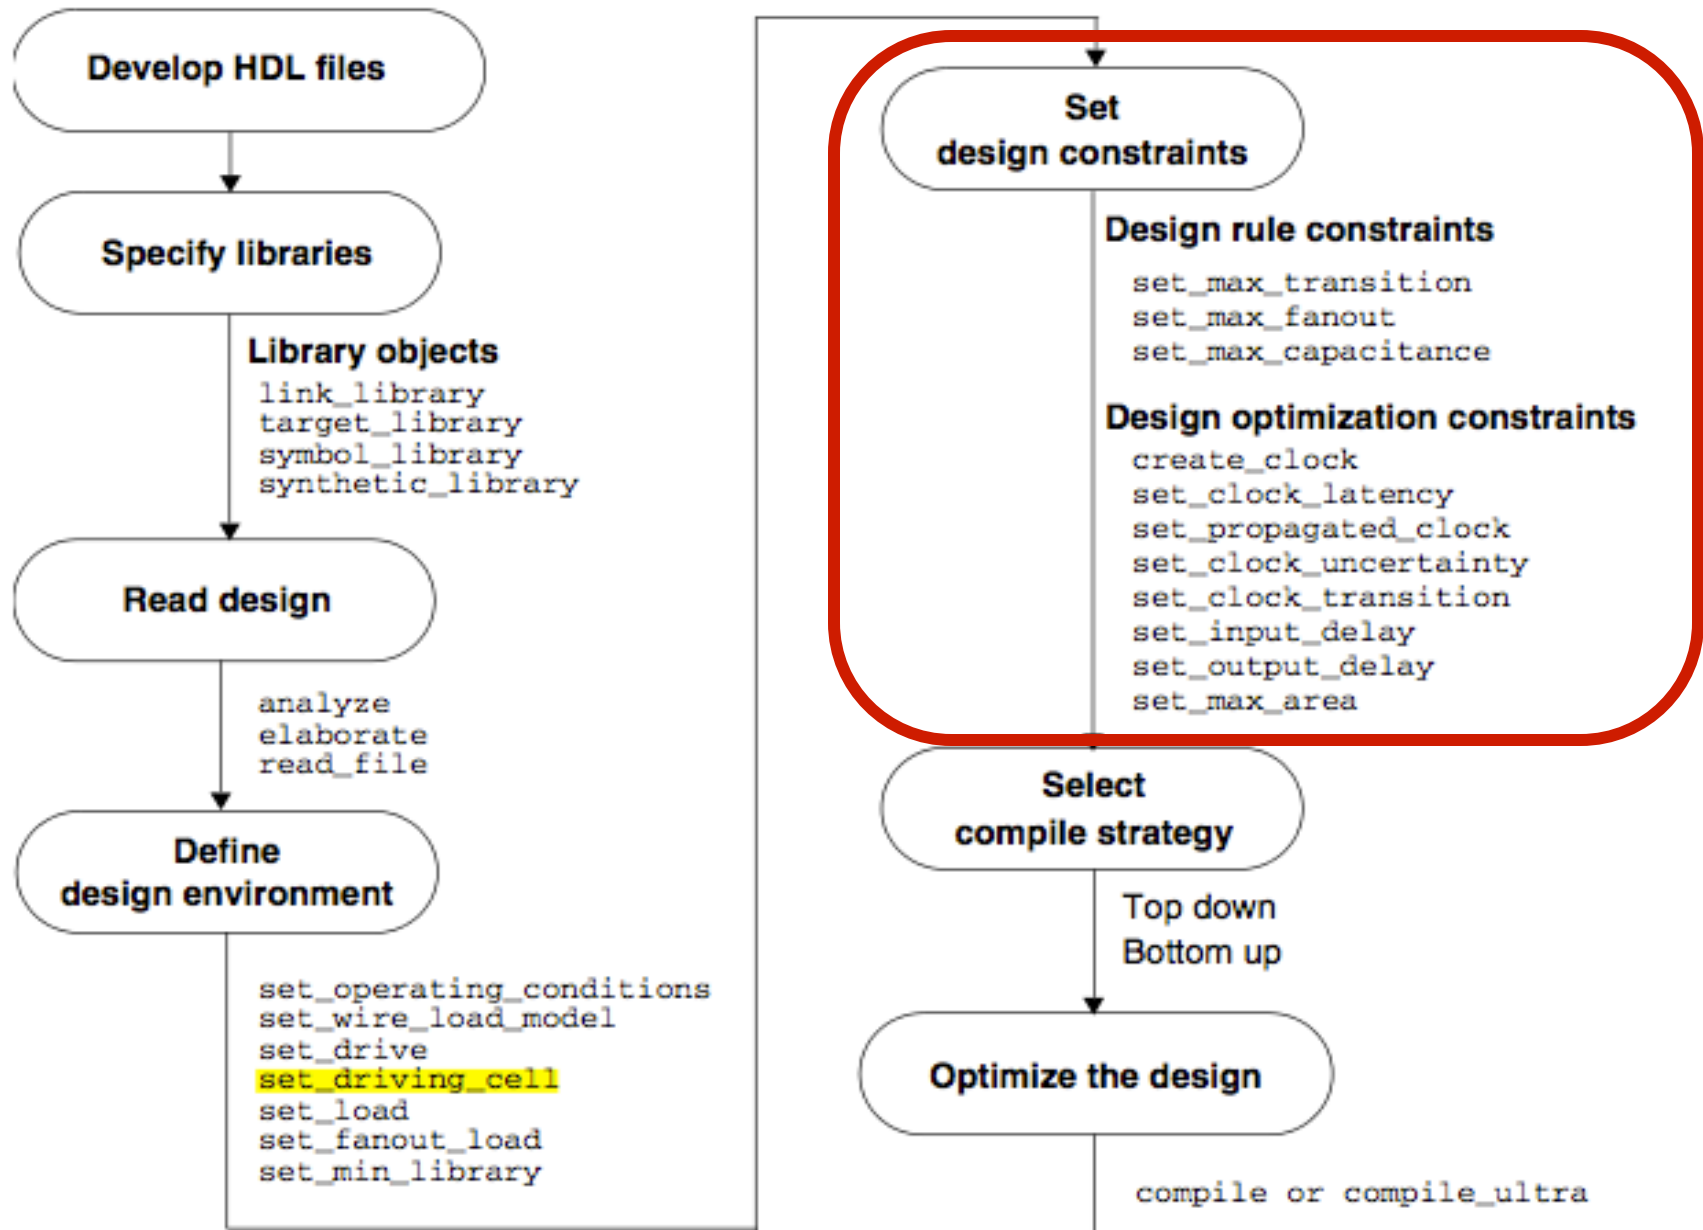 Develop HDL files
Specify libraries
Library objects
link_library
target_library
symbol_library
synthetic_library
Read design
analyze
elaborate
read_file
Define
design environment
set_operating_conditions
set_wire_load_model
set_drive
set_driving_cell
set_load
set_fanout_load
set_min_library
Set
design constraints
Design rule constraints
set_max_transition
set_max_fanout
set_max_capacitance
Design optimization constraints
create_clock
set_clock_latency
set_propagated_clock
set_clock_uncertainty
set_clock_transition
set_input_delay
set_output_delay
set_max_area
Select
compile strategy
Top down
Bottom up
Optimize the design
compile or compile_ultra